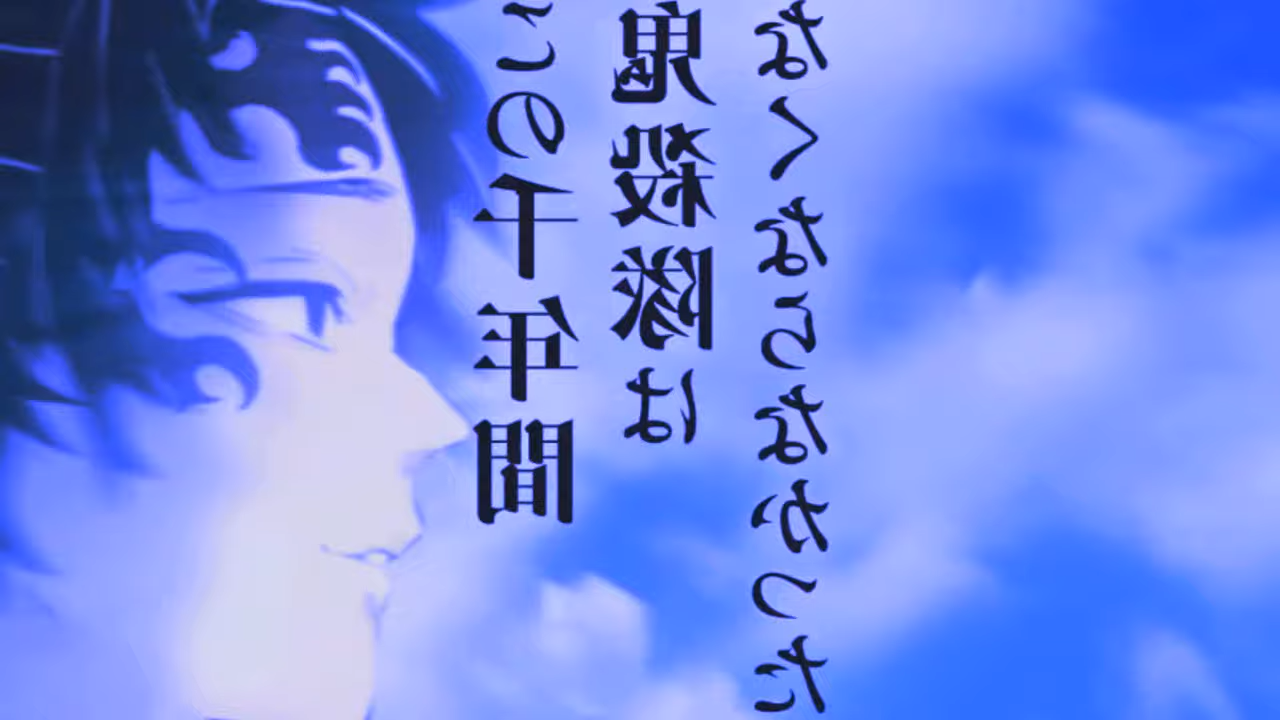 この千年間
鬼殺隊は
なくならなかった